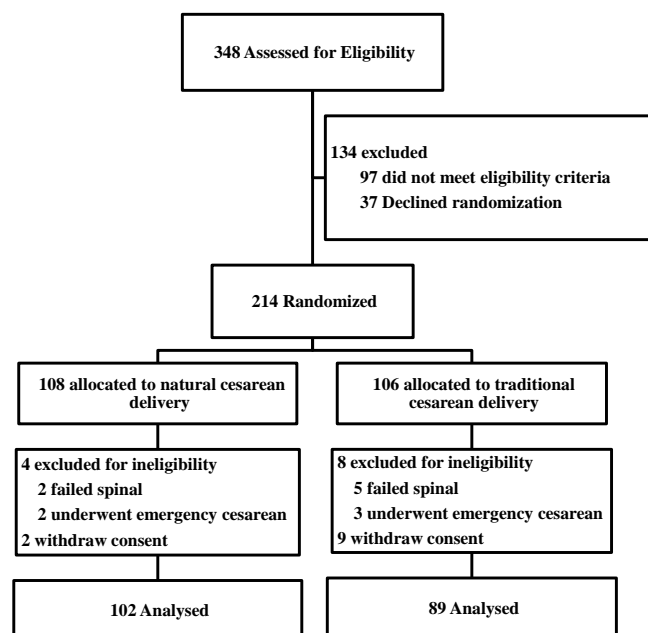 348 Assessed for Eligibility
134 excluded
97 did not meet eligibility criteria
37 Declined randomization
214 Randomized
108 allocated to natural cesarean
delivery
106 allocated to traditional
cesarean delivery
4 excluded for ineligibility
2 failed spinal
2 underwent emergency cesarean
2 withdraw consent
8 excluded for ineligibility
5 failed spinal
3 underwent emergency cesarean
9 withdraw consent
102 Analysed
89 Analysed